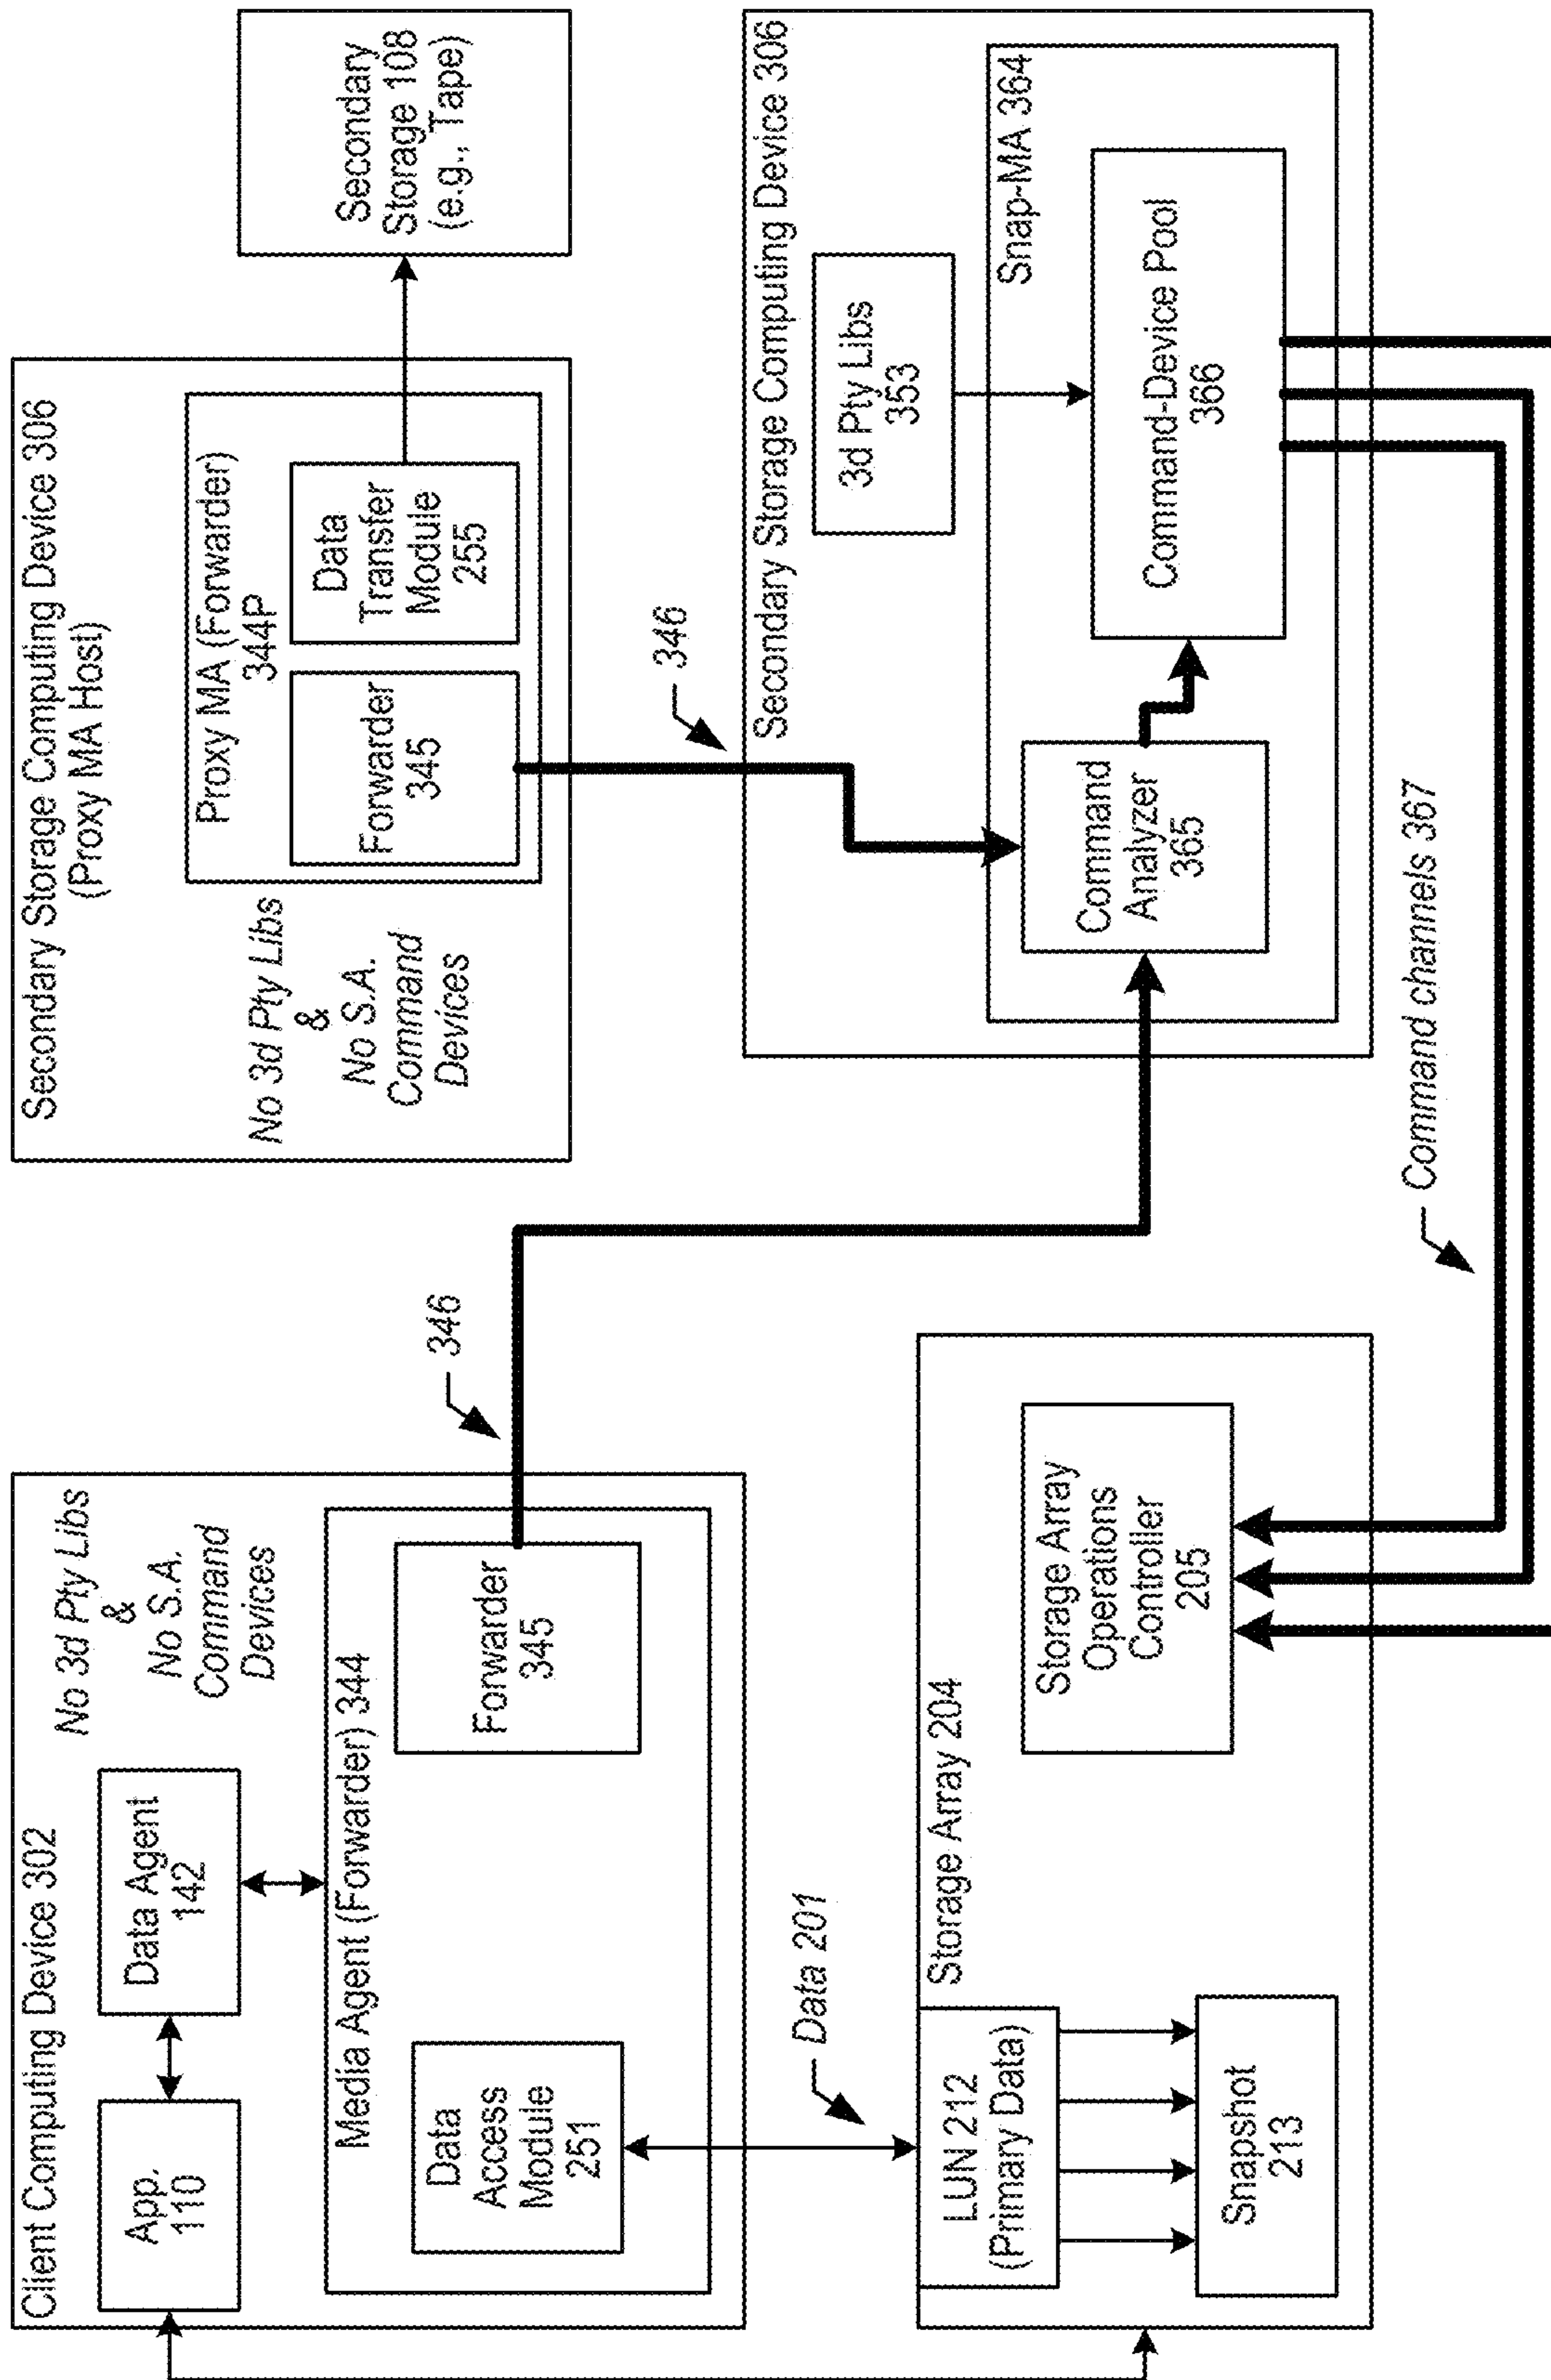 Client Computing Device 302
App.
110
Data Agent
142
No 3d Pty Libs
&
No S.A.
Command
Devices
Media Agent (Forwarder) 344
Data
Access
Module
251
Forwarder
345
346
Secondary Storage Computing Device 306
(Proxy MA Host)
Proxy MA (Forwarder)
344P
No 3d Pty Libs
&
No S.A.
Command
Devices
Forwarder
345
Data
Transfer
Module
255
Secondary
Storage 108
(e.g., Tape)
346
Data 201
Storage Array 204
LUN 212
(Primary Data)
Snapshot
213
Storage Array
Operations
Controller
205
Secondary Storage Computing Device 306
3d Pty Libs
353
Snap-MA 364
Command
Analyzer
365
Command-Device Pool
366
Command channels 367